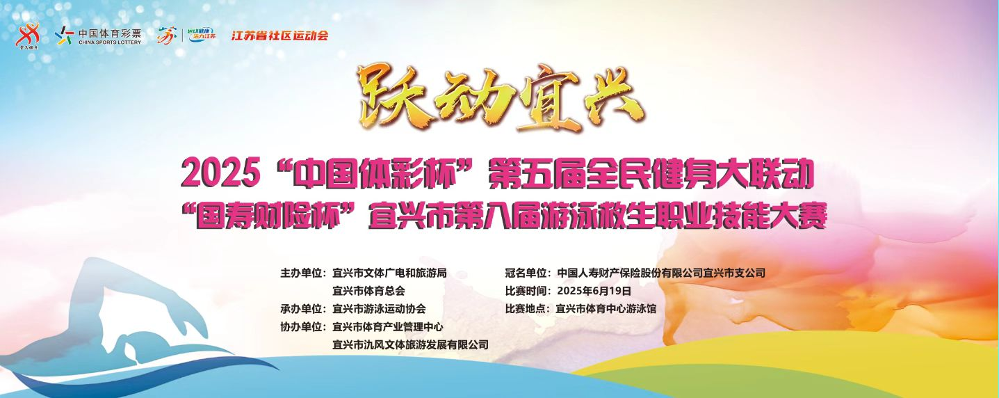 中国体育彩票
CHINA SPORTS LOTTERY
运动健康
活力江苏
江苏省社区运动会
跃动宜兴
2025“中国体彩杯”第五届全民健身大联动
“国寿财险杯”宜兴市第八届游泳救生职业技能大赛
主办单位：宜兴市文体广电和旅游局
宜兴市体育总会
承办单位：宜兴市游泳运动协会
协办单位：宜兴市体育产业管理中心
宜兴市氿风文体旅游发展有限公司
冠名单位：中国人寿财产保险股份有限公司宜兴市支公司
比赛时间：2025年6月19日
比赛地点：宜兴市体育中心游泳馆